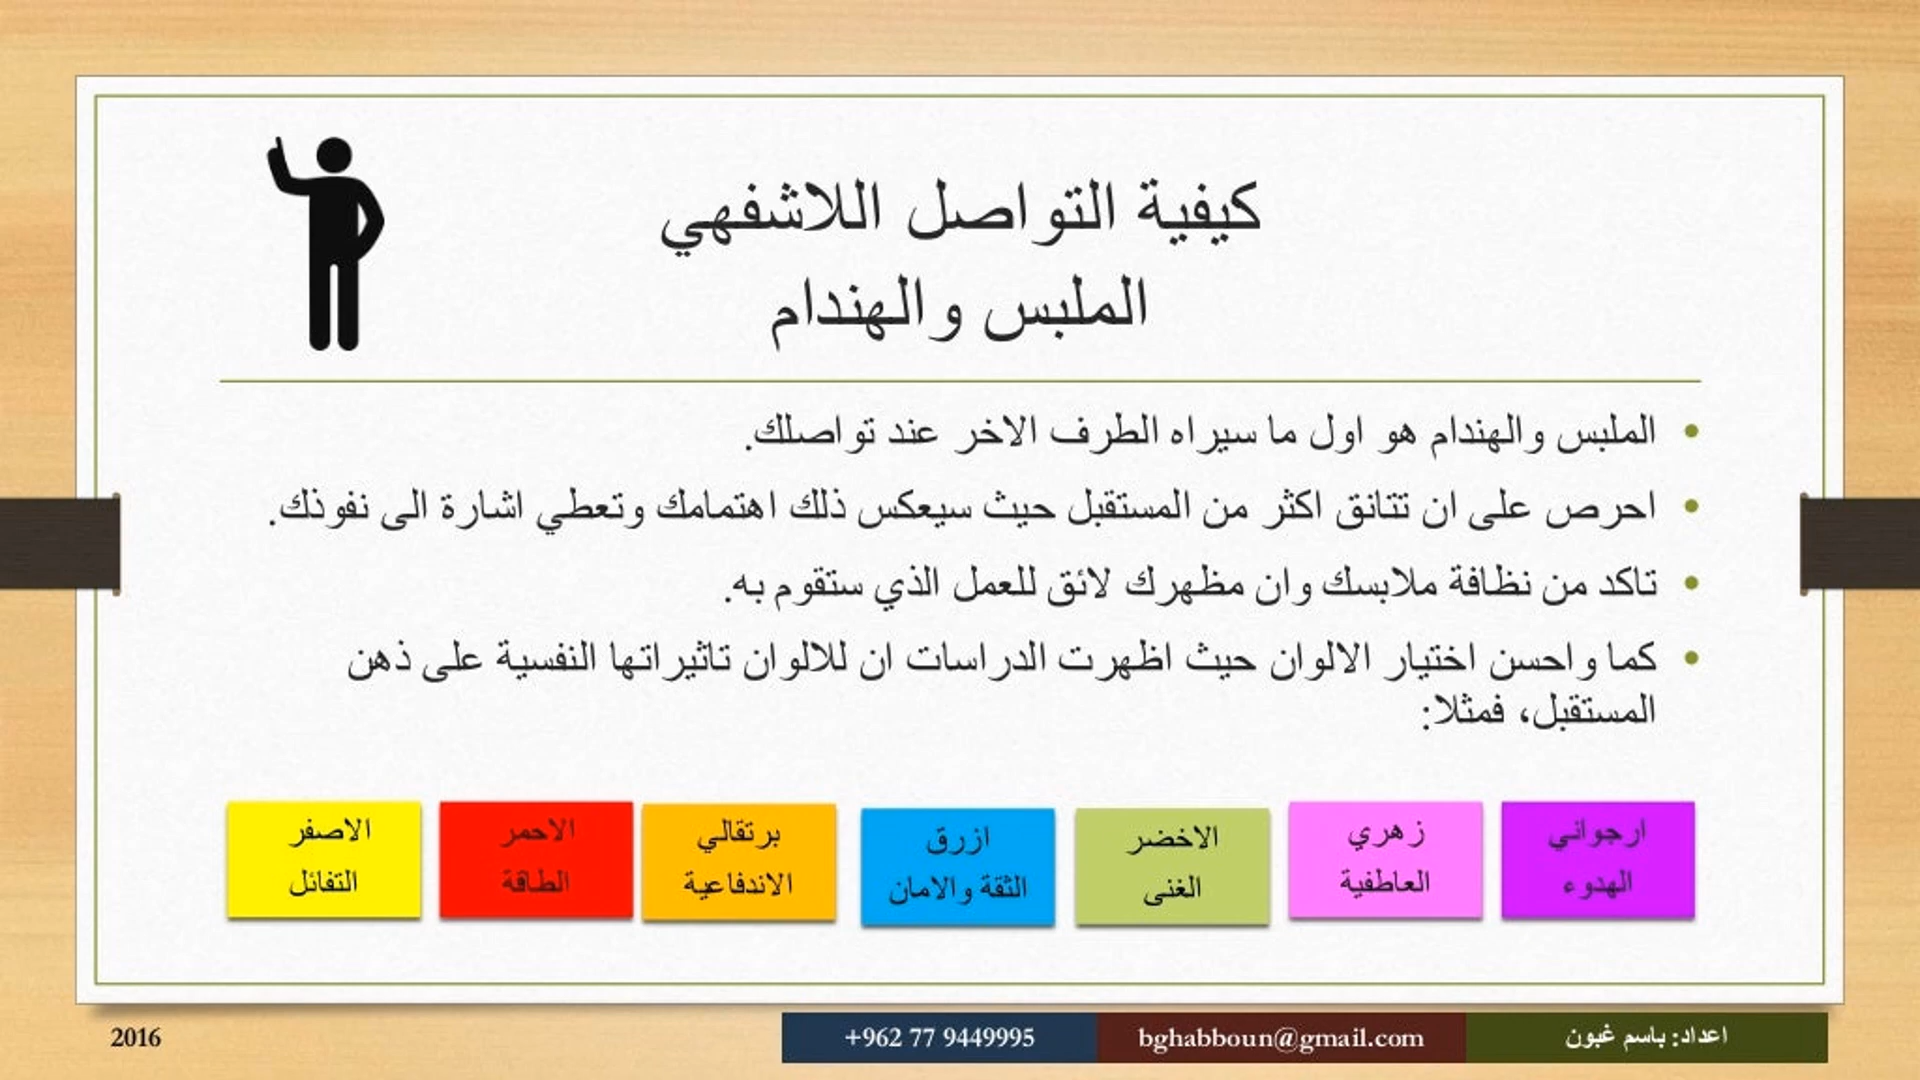 كيفية التواصل اللاشفهي
الملبس والهندام
• الملبس والهندام هو اول ما سيراه الطرف الاخر عند تواصلك.
• احرص على ان تتانق اكثر من المستقبل حيث سيعكس ذلك اهتمامك وتعطي اشارة الى نفوذك.
• تاكد من نظافة ملابسك وان مظهرك لائق للعمل الذي ستقوم به.
• كما واحسن اختيار الالوان حيث اظهرت الدراسات ان للالوان تاثيراتها النفسية على ذهن
المستقبل، فمثلا:
ارجواني
الهدوء
زهري
العاطفية
الاخضر
الغنى
ازرق
الثقة والامان
برتقالي
الاندفاعية
الاحمر
الطاقة
الاصفر
التفائل
اعداد: باسم غبون
bghabboun@gmail.com
+962 77 9449995
2016